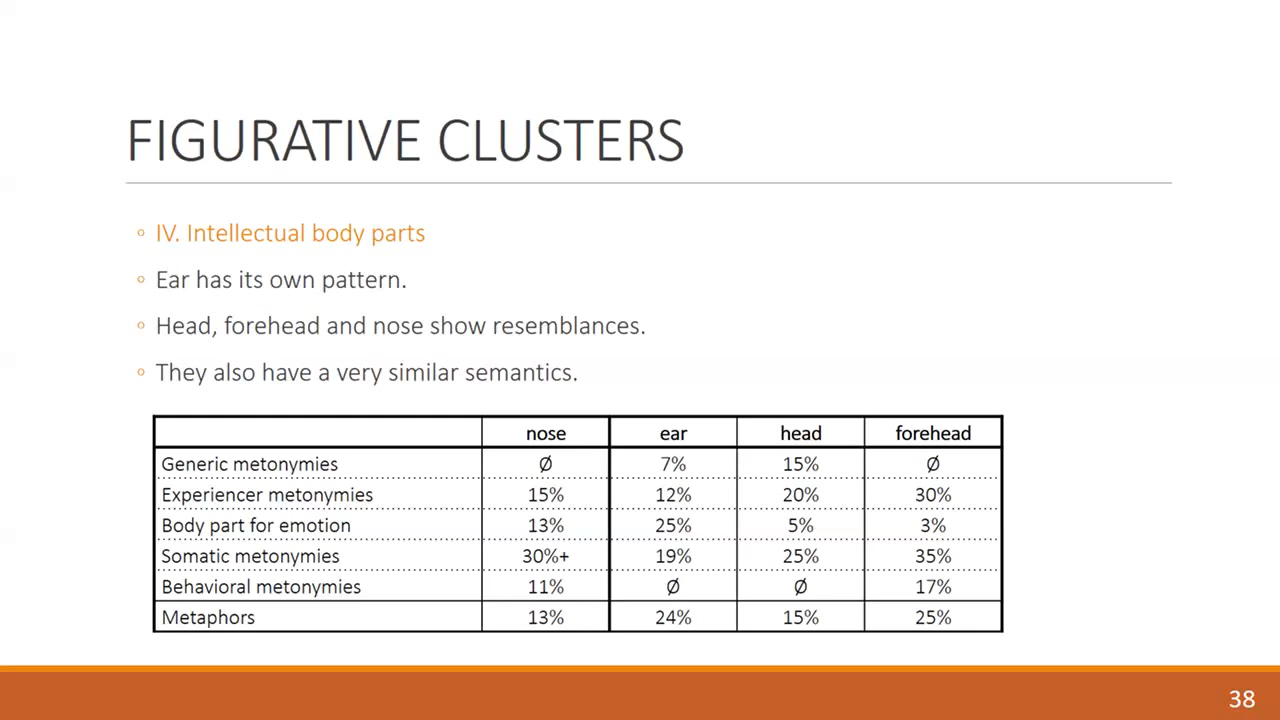 FIGURATIVE CLUSTERS
◦ IV. Intellectual body parts
◦ Ear has its own pattern.
◦ Head, forehead and nose show resemblances.
◦ They also have a very similar semantics.
nose ear head forehead
Generic metonymies Ø 7% 15% Ø
Experiencer metonymies 15% 12% 20% 30%
Body part for emotion 13% 25% 5% 3%
Somatic metonymies 30%+ 19% 25% 35%
Behavioral metonymies 11% Ø Ø 17%
Metaphors 13% 24% 15% 25%
38